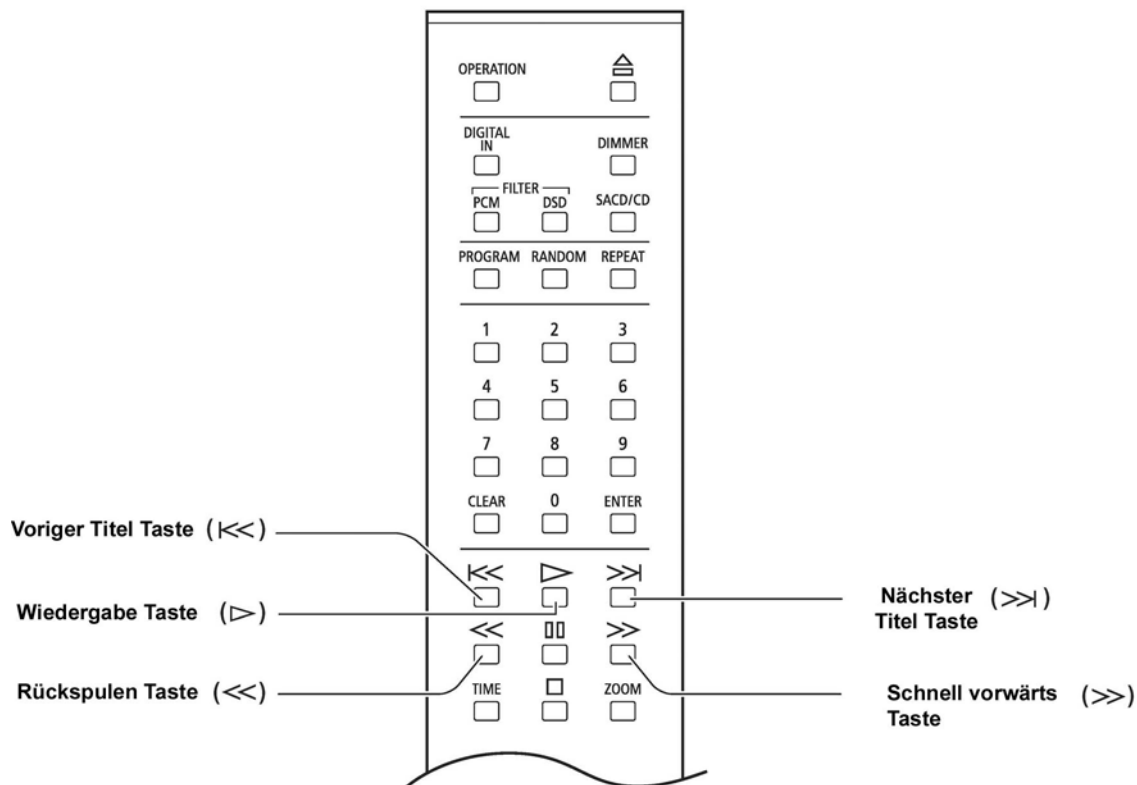 OPERATION
DIGITAL
IN
DIMMER
FILTER
PCM DSD SACD/CD
PROGRAM RANDOM REPEAT
1 2 3
4 5 6
7 8 9
CLEAR 0 ENTER
Voriger Titel Taste
Wiedergabe Taste
Rückspulen Taste
TIME ZOOM
Nächster
Titel Taste
Schnell vorwärts
Taste